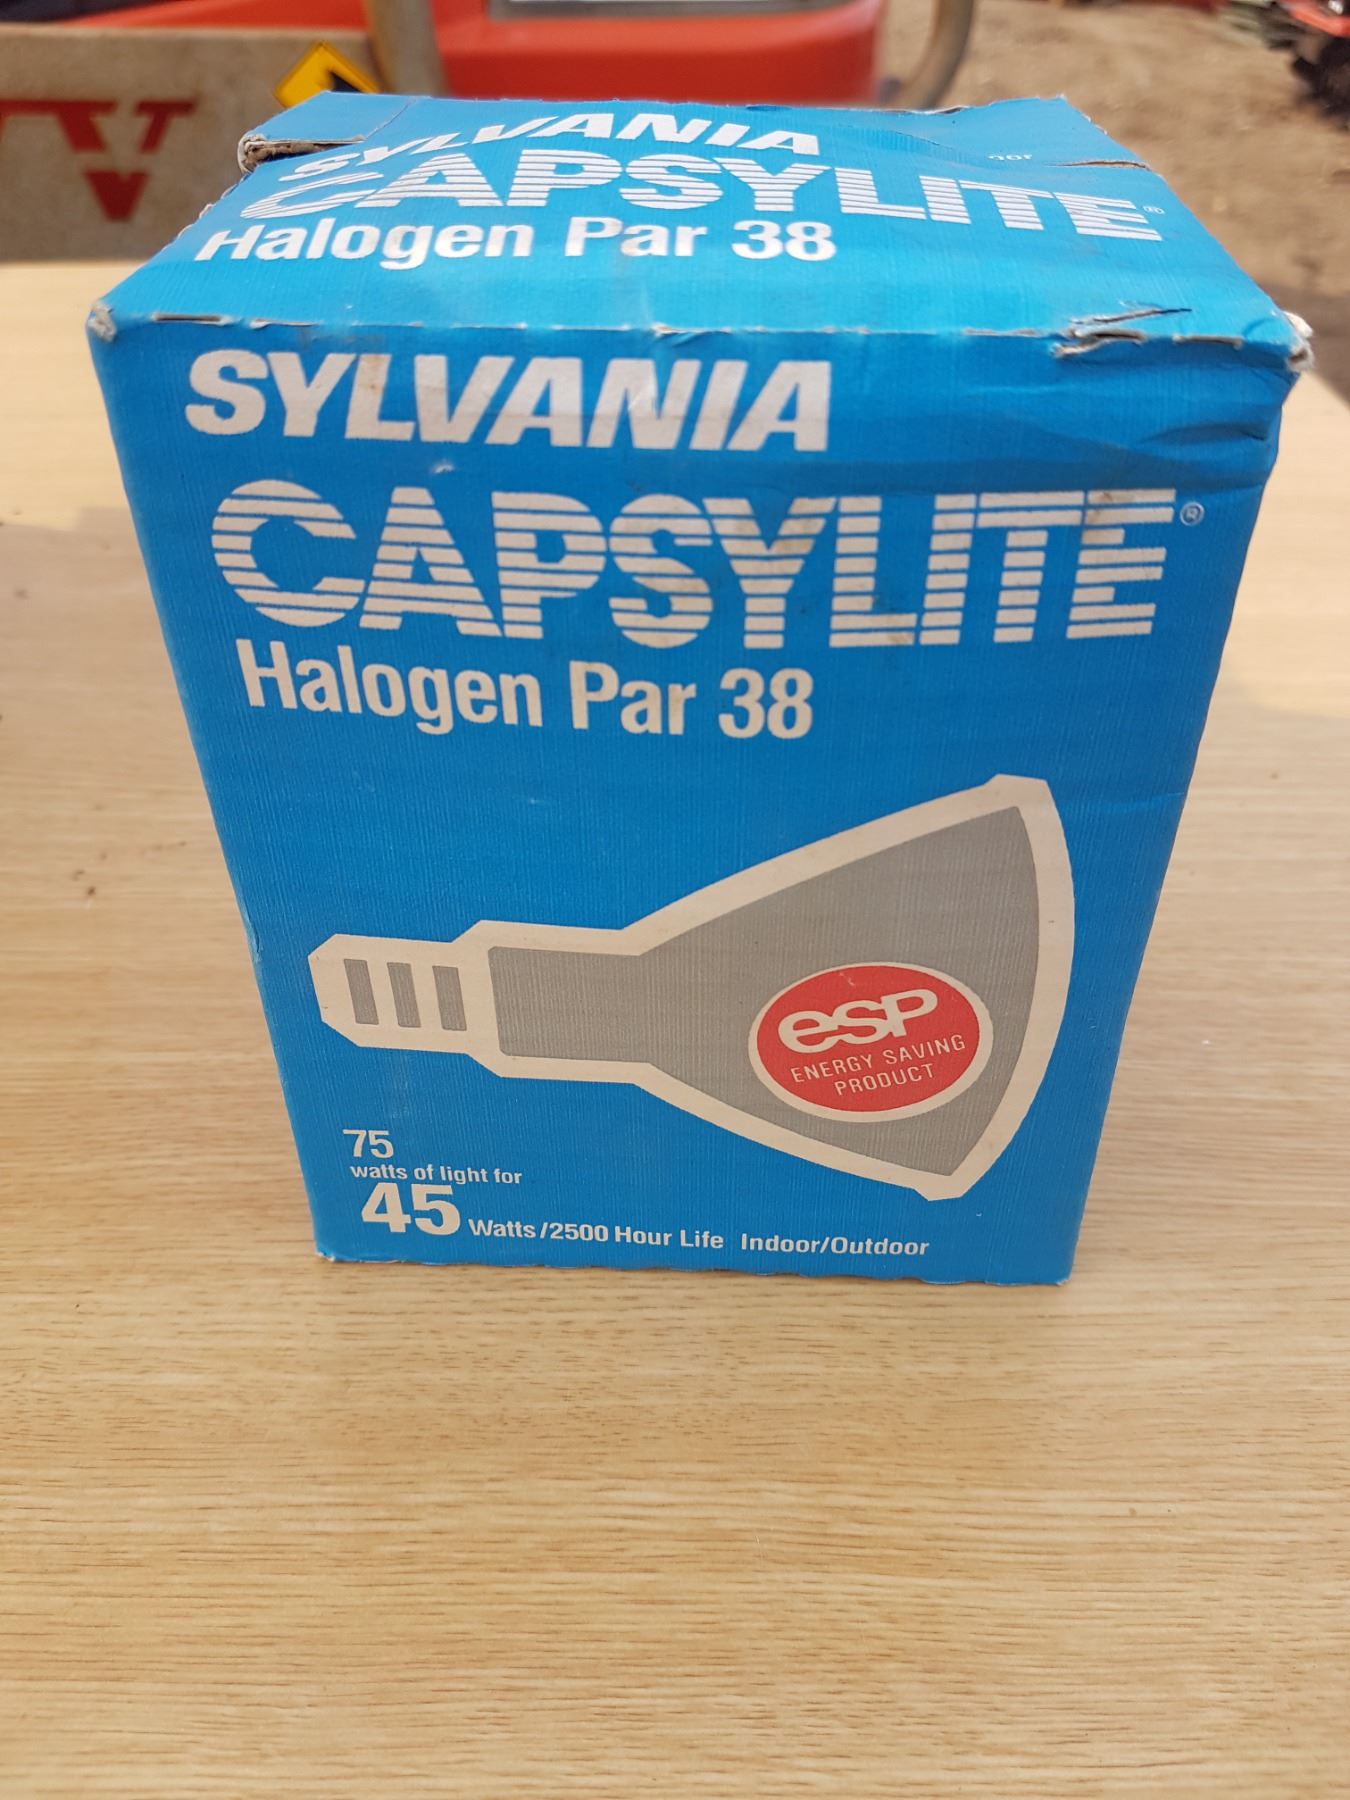 SYLVANIA
CAPSYLITE®
Halogen Par 38
SYLVANIA
CAPSYLITE®
Halogen Par 38
esp
ENERGY SAVING
PRODUCT
75
watts of light for
45 Watts/2500 Hour Life Indoor/Outdoor